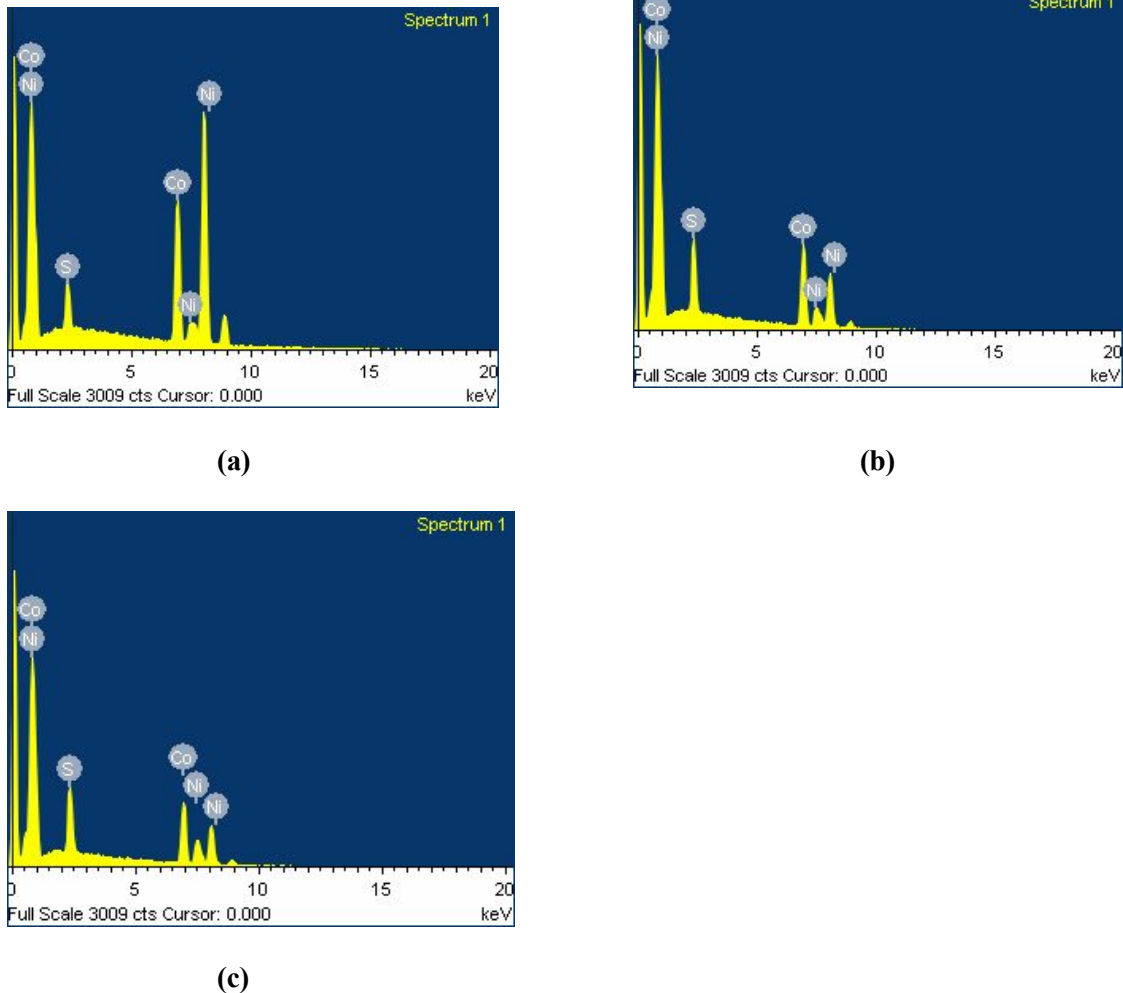 Spectrum 1
Co
Ni
Ni
Co
S
Ni
0 5 10 15 20
Full Scale 3009 cts Cursor: 0.000 keV
(a)
Spectrum 1
Co
Ni
S
Co
Ni
Ni
0 5 10 15 20
Full Scale 3009 cts Cursor: 0.000 keV
(b)
Spectrum 1
Co
Ni
Co
S
Ni
Ni
0 5 10 15 20
Full Scale 3009 cts Cursor: 0.000 keV
(c)